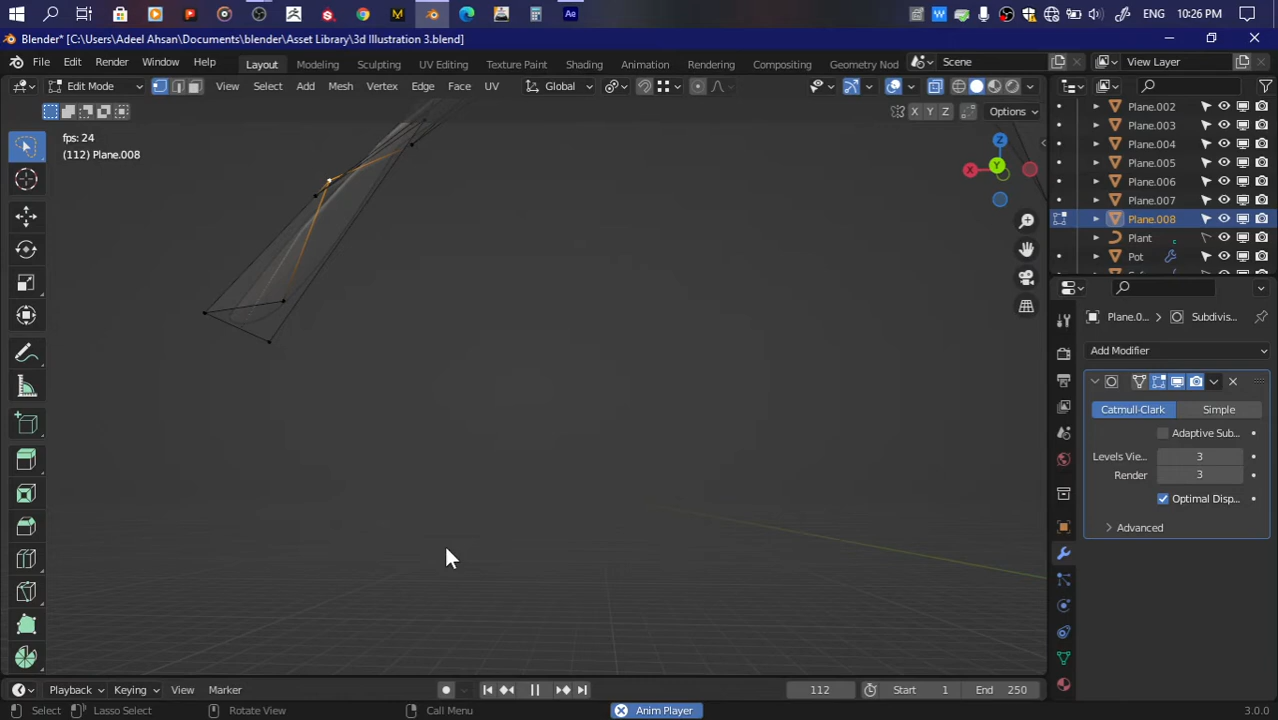 ENG 10:26 PM
Blender* [C:\Users\Adeel Ahsan\Documents\blender\Asset Library\3d Illustration 3.blend]
File Edit Render Window Help Layout Modeling Sculpting UV Editing Texture Paint Shading Animation Rendering Compositing Geometry Nod Scene View Layer
Edit Mode View Select Add Mesh Vertex Edge Face UV Global
X Y Z Options
fps: 24
(112) Plane.008
Z
Y
X
Plane.002
Plane.003
Plane.004
Plane.005
Plane.006
Plane.007
Plane.008
Plant
Pot
Plane.0... > Subdivis...
Add Modifier
Catmull-Clark Simple
Adaptive Sub...
Levels Vie... 3
Render 3
Optimal Disp...
Advanced
Playback Keying View Marker 112 Start 1 End 250
Select Lasso Select Rotate View Call Menu Anim Player 3.0.0